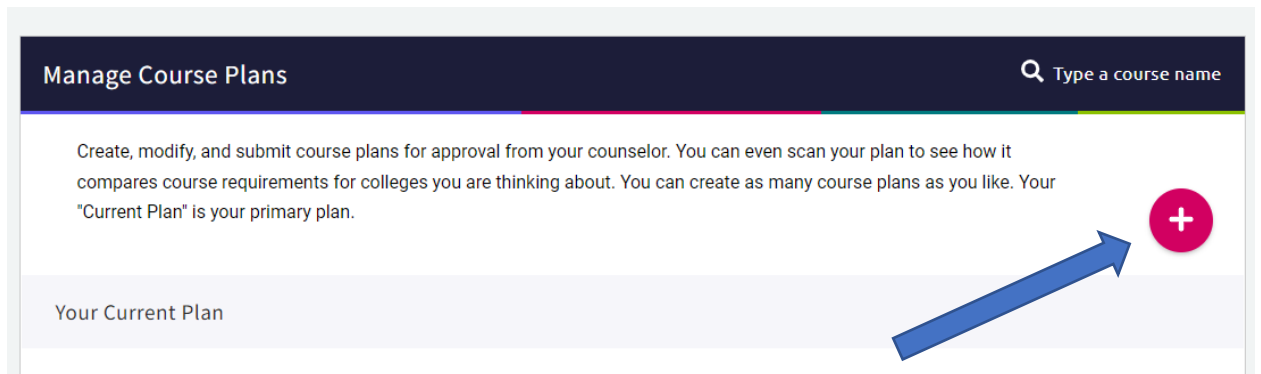 Manage Course Plans
Type a course name
Create, modify, and submit course plans for approval from your counselor. You can even scan your plan to see how it
compares course requirements for colleges you are thinking about. You can create as many course plans as you like. Your
"Current Plan" is your primary plan.
Your Current Plan